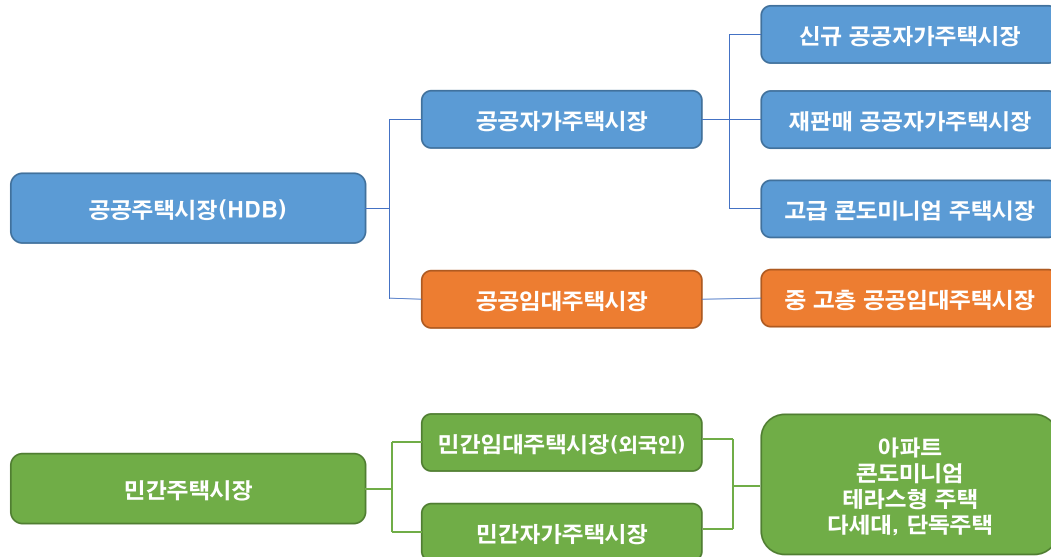 신규 공공자가주택시장
공공자가주택시장
재판매 공공자가주택시장
공공주택시장(HDB)
고급 콘도미니엄 주택시장
공공임대주택시장
중 고층 공공임대주택시장
민간임대주택시장(외국인)
민간주택시장
민간자가주택시장
아파트
콘도미니엄
테라스형 주택
다세대, 단독주택